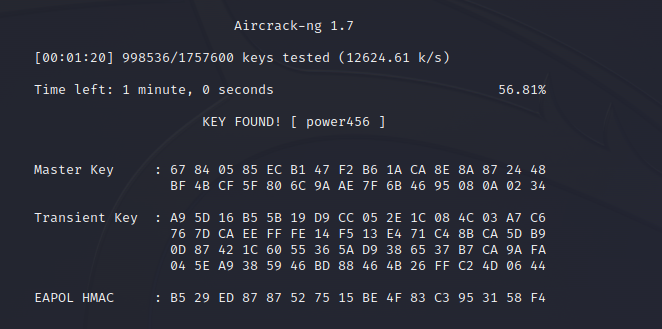 Aircrack-ng 1.7
[00:01:20] 998536/1757600 keys tested (12624.61 k/s)
Time left: 1 minute, 0 seconds 56.81%
KEY FOUND! [ power456 ]
Master Key : 67 84 05 85 EC B1 47 F2 B6 1A CA 8E 8A 87 24 48
BF 4B CF 5F 80 6C 9A AE 7F 6B 46 95 08 0A 02 34
Transient Key : A9 5D 16 B5 5B 19 D9 CC 05 2E 1C 08 4C 03 A7 C6
76 7D CA EE FF FE 14 F5 13 E4 71 C4 8B CA 5D B9
0D 87 42 1C 60 55 36 5A D9 38 65 37 B7 CA 9A FA
04 5E A9 38 59 46 BD 88 46 4B 26 FF C2 4D 06 44
EAPOL HMAC : B5 29 ED 87 87 52 75 15 BE 4F 83 C3 95 31 58 F4